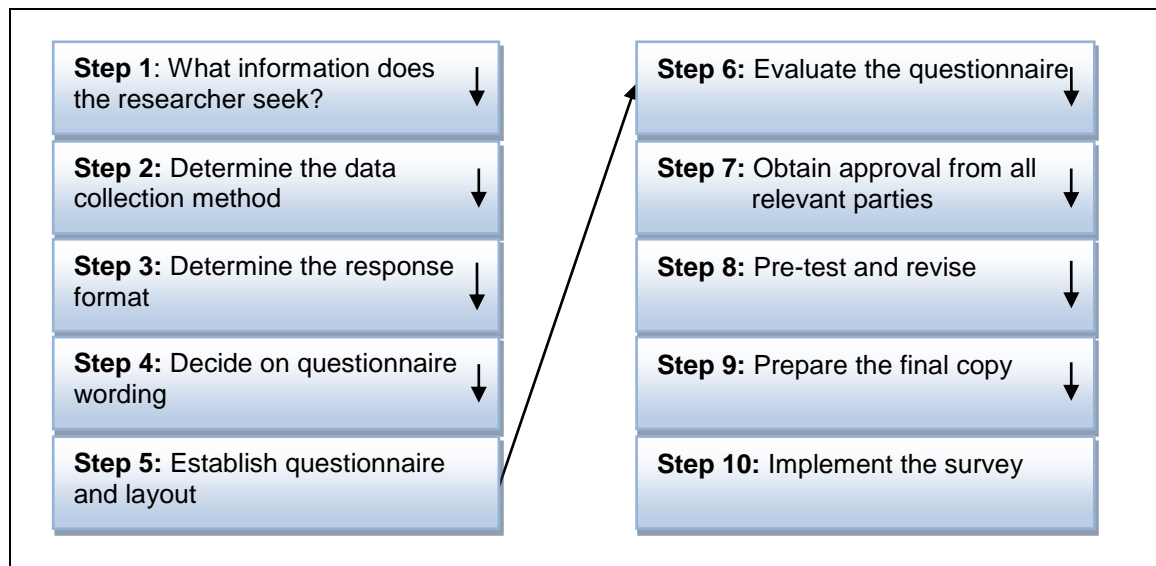 Step 1: What information does
the researcher seek?
Step 2: Determine the data
collection method
Step 3: Determine the response
format
Step 4: Decide on questionnaire
wording
Step 5: Establish questionnaire
and layout
Step 6: Evaluate the questionnaire
Step 7: Obtain approval from all
relevant parties
Step 8: Pre-test and revise
Step 9: Prepare the final copy
Step 10: Implement the survey